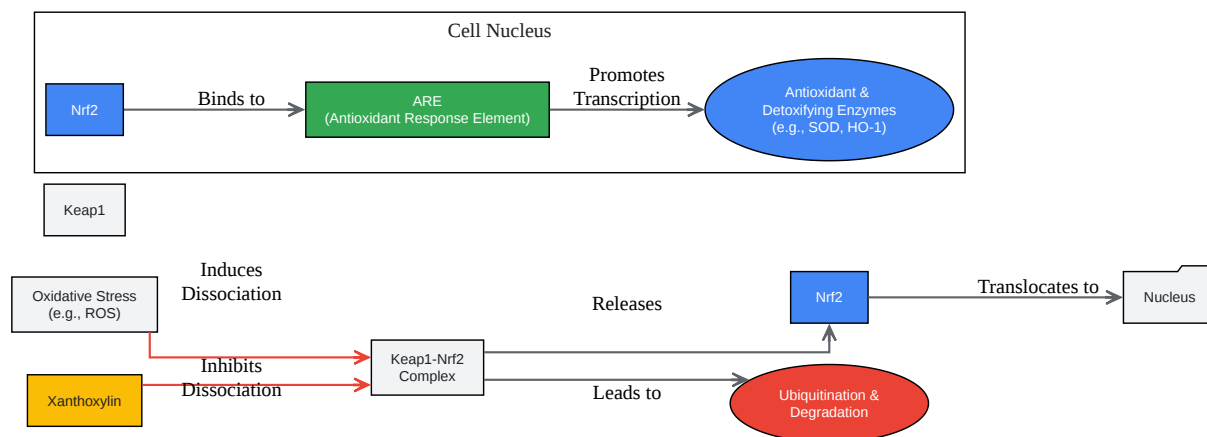 Cell Nucleus
Nrf2
Binds to
ARE
(Antioxidant Response Element)
Promotes
Transcription
Antioxidant &
Detoxifying Enzymes
(e.g., SOD, HO-1)
Keap1
Oxidative Stress
(e.g., ROS)
Induces
Dissociation
Xanthoxylin
Inhibits
Dissociation
Keap1-Nrf2
Complex
Releases
Nrf2
Translocates to
Nucleus
Leads to
Ubiquitination &
Degradation